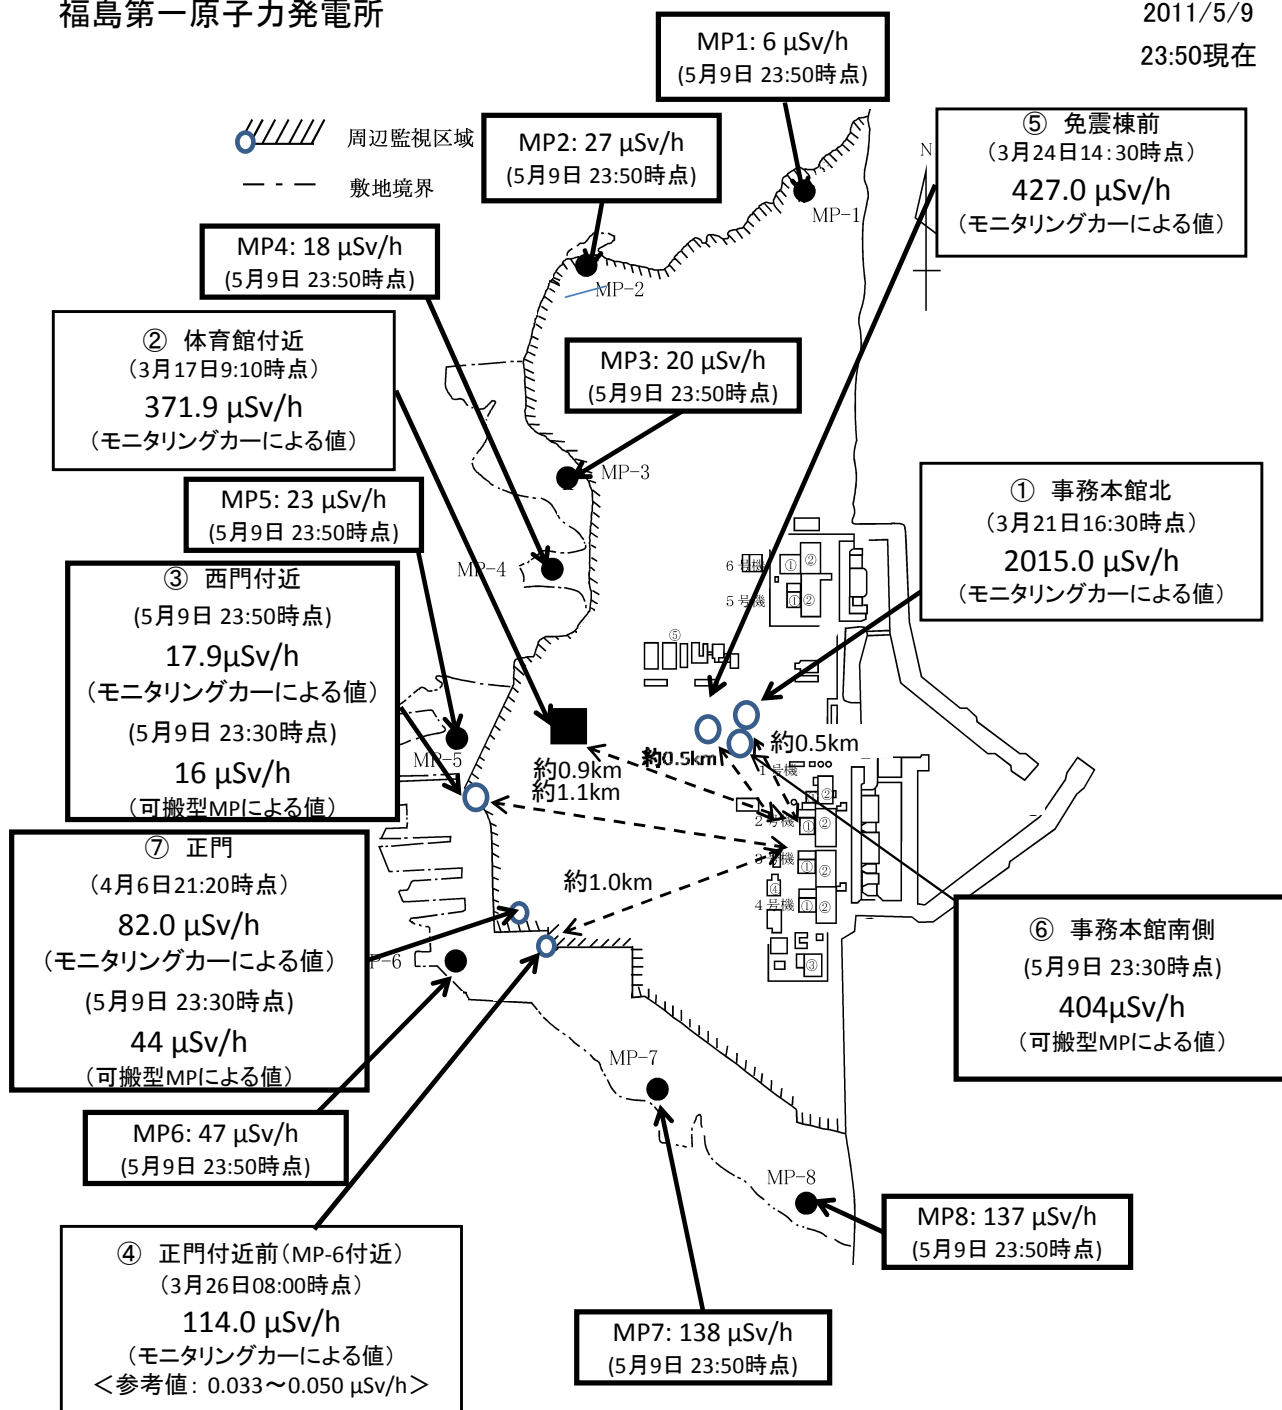 福島第一原子力発電所
2011/5/9
23:50現在
MP1: 6 μSv/h
(5月9日 23:50時点)
周辺監視区域
敷地境界
MP2: 27 μSv/h
(5月9日 23:50時点)
⑤ 免震棟前
(3月24日14:30時点)
427.0 μSv/h
(モニタリングカーによる値)
N
MP-1
MP4: 18 μSv/h
(5月9日 23:50時点)
MP-2
② 体育館付近
(3月17日9:10時点)
371.9 μSv/h
(モニタリングカーによる値)
MP3: 20 μSv/h
(5月9日 23:50時点)
MP-3
MP5: 23 μSv/h
(5月9日 23:50時点)
① 事務本館北
(3月21日16:30時点)
2015.0 μSv/h
(モニタリングカーによる値)
MP-4
6号機
①
②
5号機
①
②
③ 西門付近
(5月9日 23:50時点)
17.9μSv/h
(モニタリングカーによる値)
(5月9日 23:30時点)
16 μSv/h
(可搬型MPによる値)
⑤
MP-5
約0.9km
約1.1km
約0.5km
約0.5km
1号機
②
2号機
①
②
3号機
①
②
④
4号機
①
②
③
約1.0km
⑦ 正門
(4月6日21:20時点)
82.0 μSv/h
(モニタリングカーによる値)
(5月9日 23:30時点)
44 μSv/h
(可搬型MPによる値)
P-6
⑥ 事務本館南側
(5月9日 23:30時点)
404μSv/h
(可搬型MPによる値)
MP-7
MP6: 47 μSv/h
(5月9日 23:50時点)
MP-8
MP8: 137 μSv/h
(5月9日 23:50時点)
④ 正門付近前(MP-6付近)
(3月26日08:00時点)
114.0 μSv/h
(モニタリングカーによる値)
＜参考値: 0.033～0.050 μSv/h＞
MP7: 138 μSv/h
(5月9日 23:50時点)